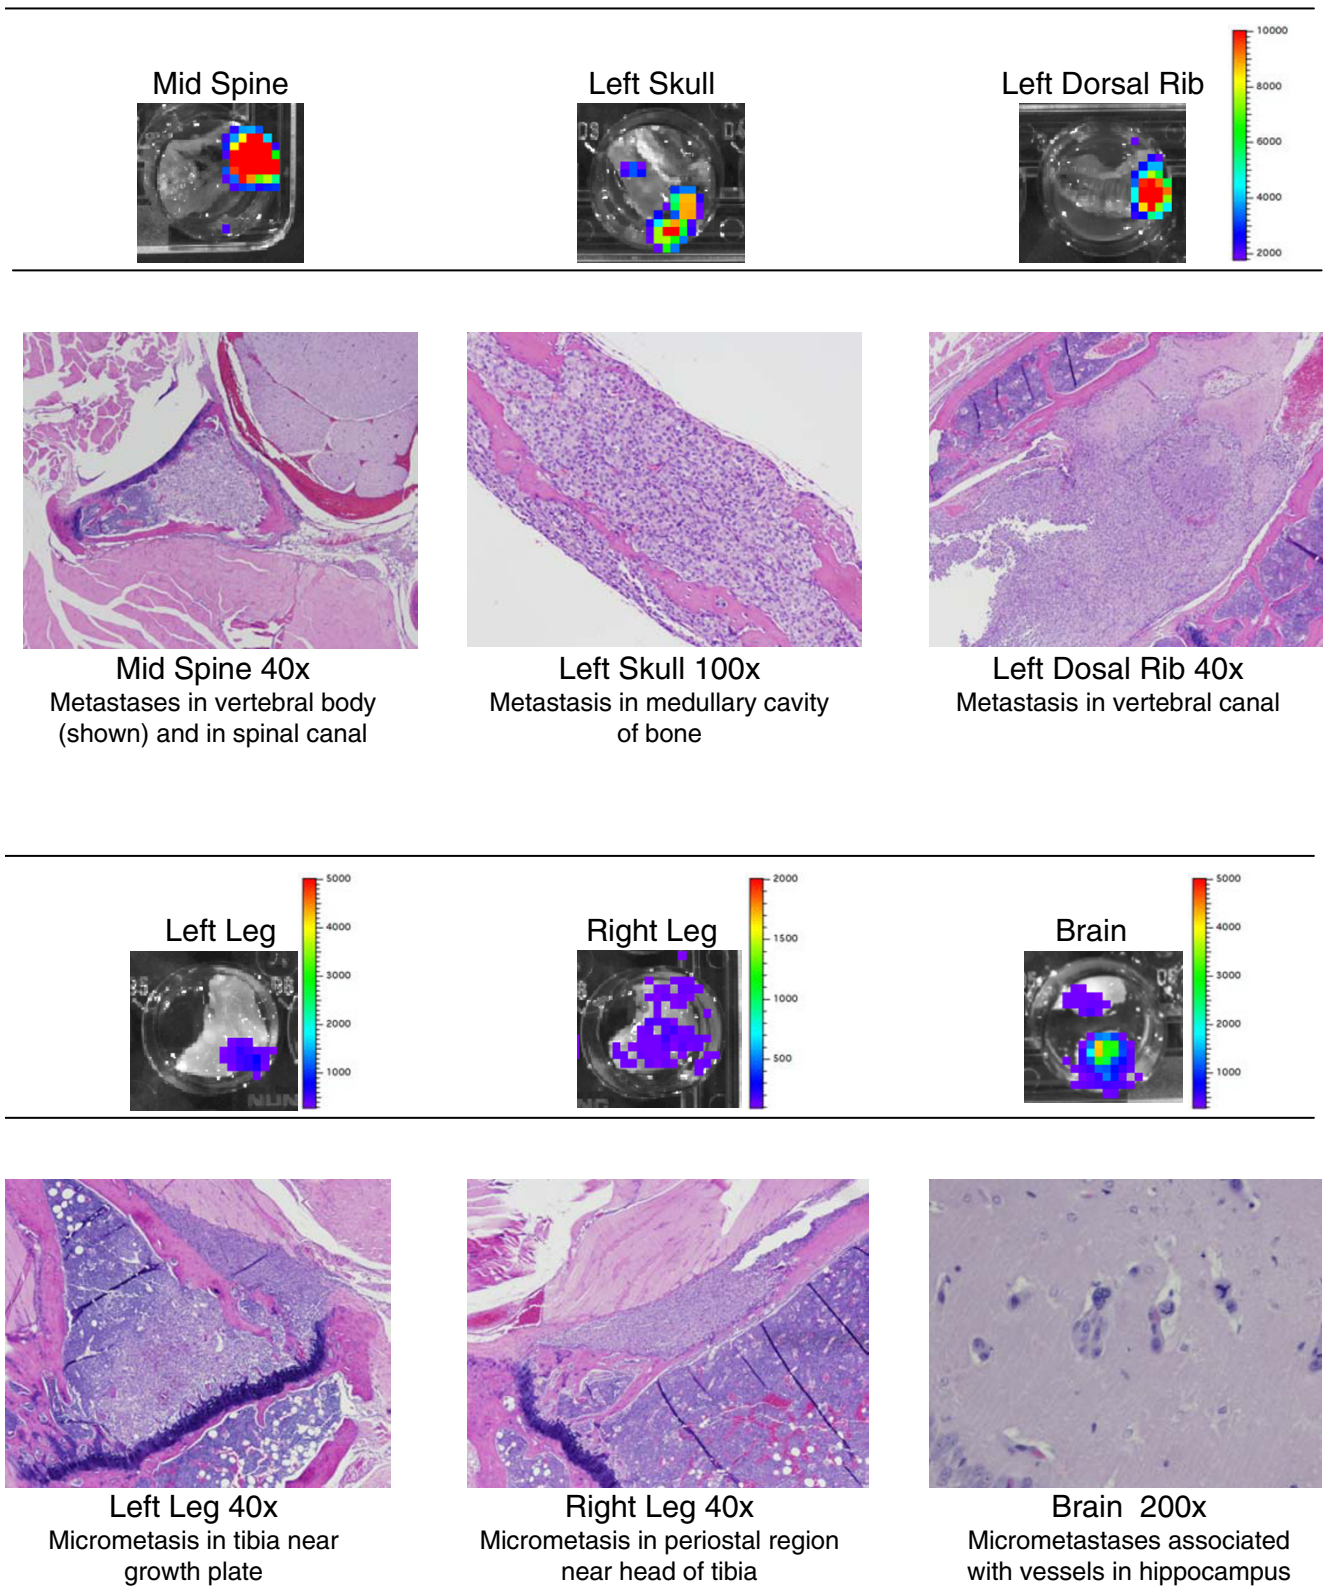 Mid Spine
Left Skull
Left Dorsal Rib
10000
8000
6000
4000
2000
Mid Spine 40x
Metastases in vertebral body
(shown) and in spinal canal
Left Skull 100x
Metastasis in medullary cavity
of bone
Left Dosal Rib 40x
Metastasis in vertebral canal
Left Leg
5000
4000
3000
2000
1000
Right Leg
2000
1500
1000
500
Brain
5000
4000
3000
2000
1000
Left Leg 40x
Micrometasis in tibia near
growth plate
Right Leg 40x
Micrometasis in periostal region
near head of tibia
Brain 200x
Micrometastases associated
with vessels in hippocampus